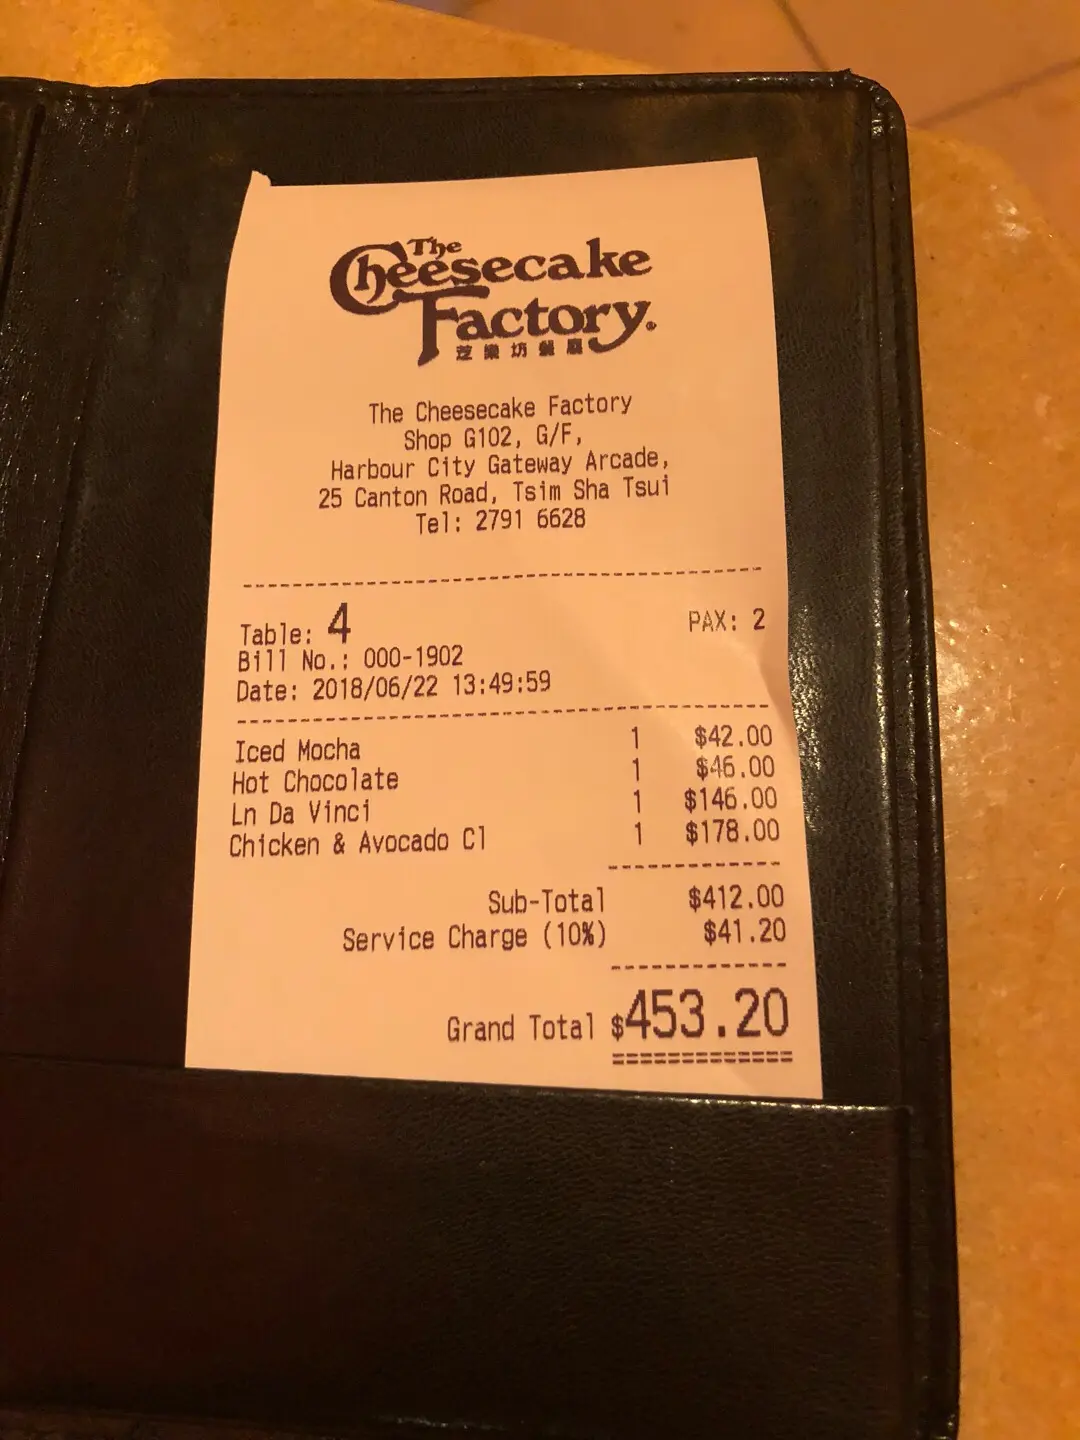 The
Cheesecake
Factory.
芝樂坊餐廳
The Cheesecake Factory
Shop G102, G/F,
Harbour City Gateway Arcade,
25 Canton Road, Tsim Sha Tsui
Tel: 2791 6628
Table: 4 PAX: 2
Bill No.: 000-1902
Date: 2018/06/22 13:49:59
Iced Mocha 1 $42.00
Hot Chocolate 1 $46.00
Ln Da Vinci 1 $146.00
Chicken & Avocado Cl 1 $178.00
Sub-Total $412.00
Service Charge (10%) $41.20
Grand Total $453.20